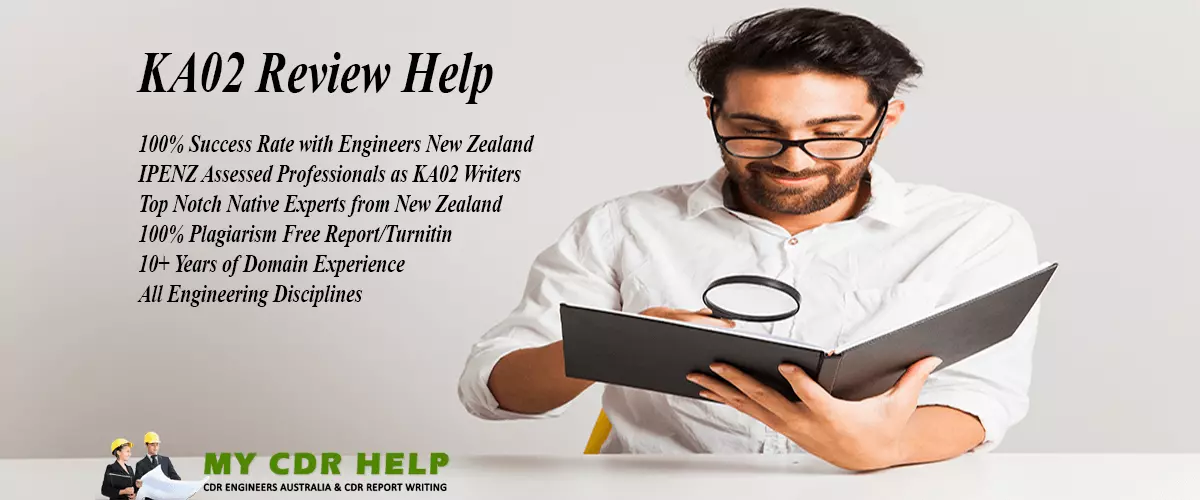 KA02 Review Help
100% Success Rate with Engineers New Zealand
IPENZ Assessed Professionals as KA02 Writers
Top Notch Native Experts from New Zealand
100% Plagiarism Free Report/Turnitin
10+ Years of Domain Experience
All Engineering Disciplines
MY CDR HELP
CDR ENGINEERS AUSTRALIA & CDR REPORT WRITING